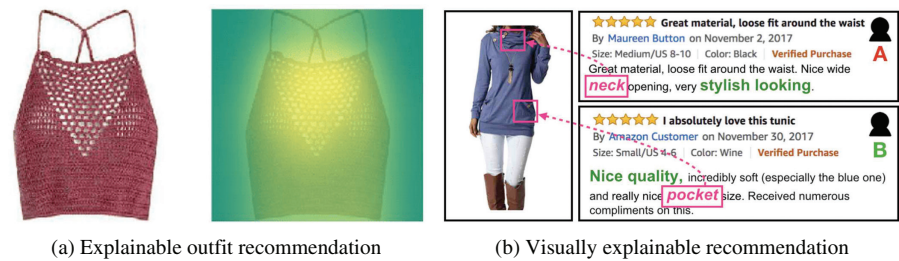 Great material, loose fit around the waist
By Maureen Button on November 2, 2017
Size: Medium/US 8-10 | Color: Black | Verified Purchase
Great material, loose fit around the waist. Nice wide
neck opening, very stylish looking.
A
I absolutely love this tunic
By Amazon Customer on November 30, 2017
Size: Small/US 4-6 | Color: Wine | Verified Purchase
B
Nice quality, incredibly soft (especially the blue one)
and really nice pocket size. Received numerous
compliments on this.
(a) Explainable outfit recommendation
(b) Visually explainable recommendation